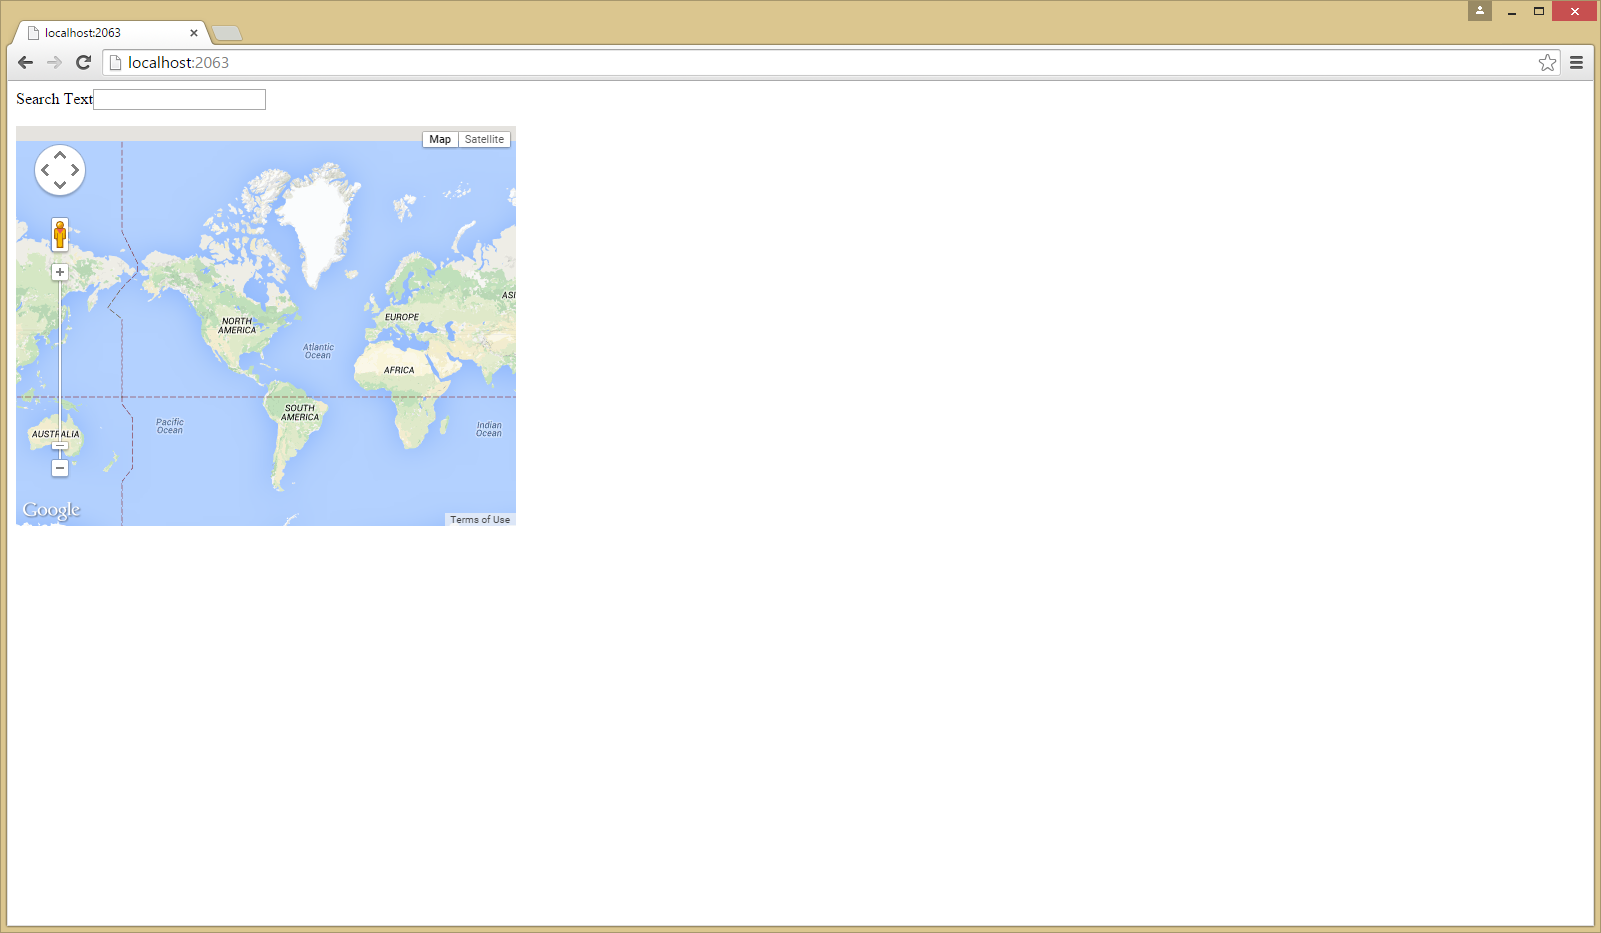 localhost:2063
localhost:2063
Search Text
Map Satellite
ASI
EUROPE
NORTH
AMERICA
Atlantic
Ocean
AFRICA
SOUTH
AMERICA
Pacific
Ocean
Indian
Ocean
AUSTRALIA
Google
Terms of Use